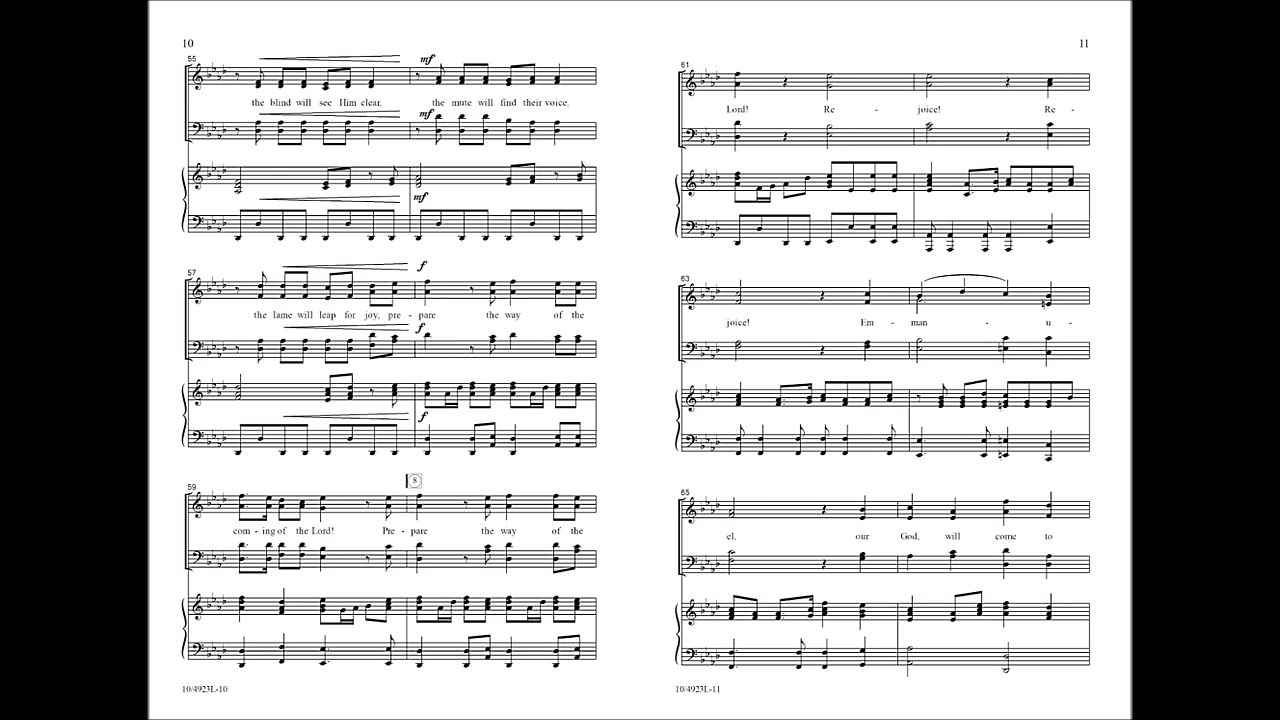 10
55
mf
the blind will see Him clear, the mute will find their voice,
mf
mf
57
f
the lame will leap for joy, pre - pare the way of the
f
f
59
8
com - ing of the Lord! Pre - pare the way of the
10/4923L-10
11
61
Lord! Re - joice! Re -
63
joice! Em - man - u -
65
el, our God, will come to
10/4923L-11